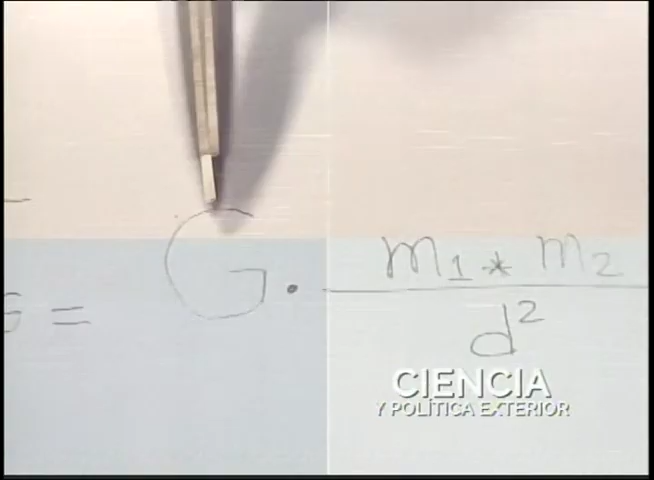 m1 * m2
G = G ·
d²
CIENCIA
Y POLÍTICA EXTERIOR